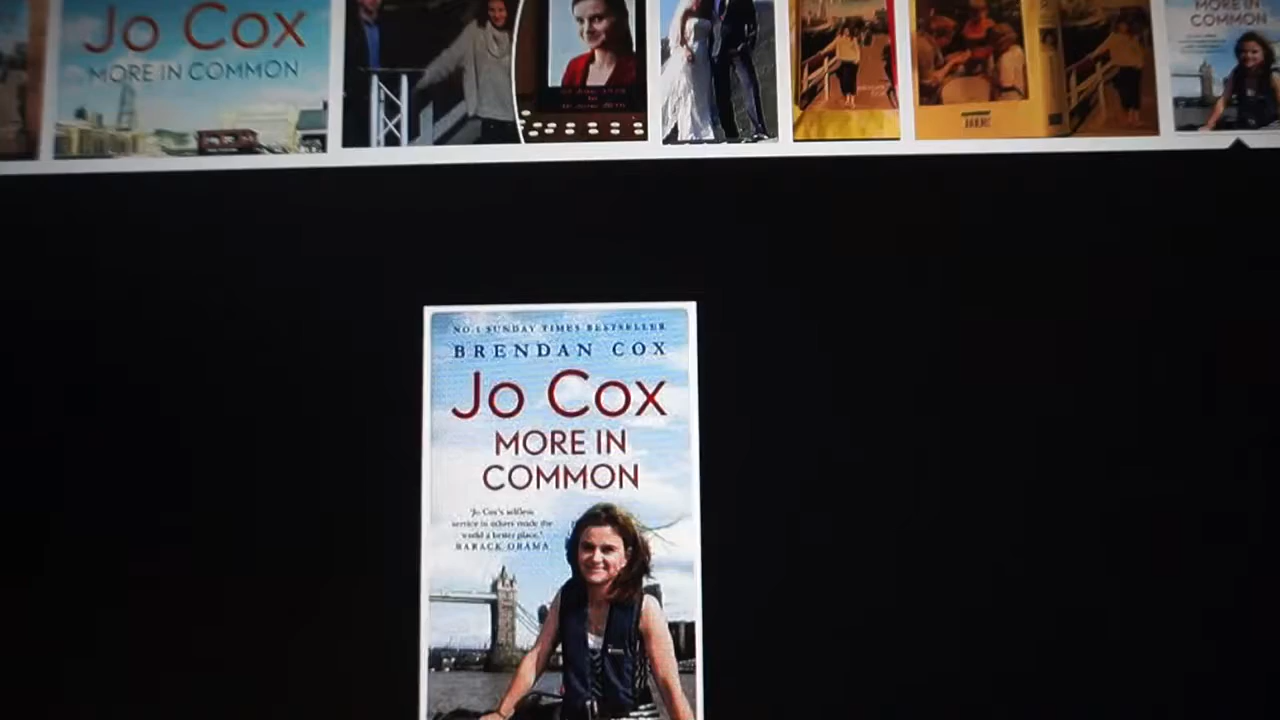 Jo Cox
MORE IN COMMON
MORE IN
COMMON
NO.1 SUNDAY TIMES BESTSELLER
BRENDAN COX
Jo Cox
MORE IN
COMMON
'Jo Cox's selfless
service to others made the
world a better place.'
BARACK OBAMA